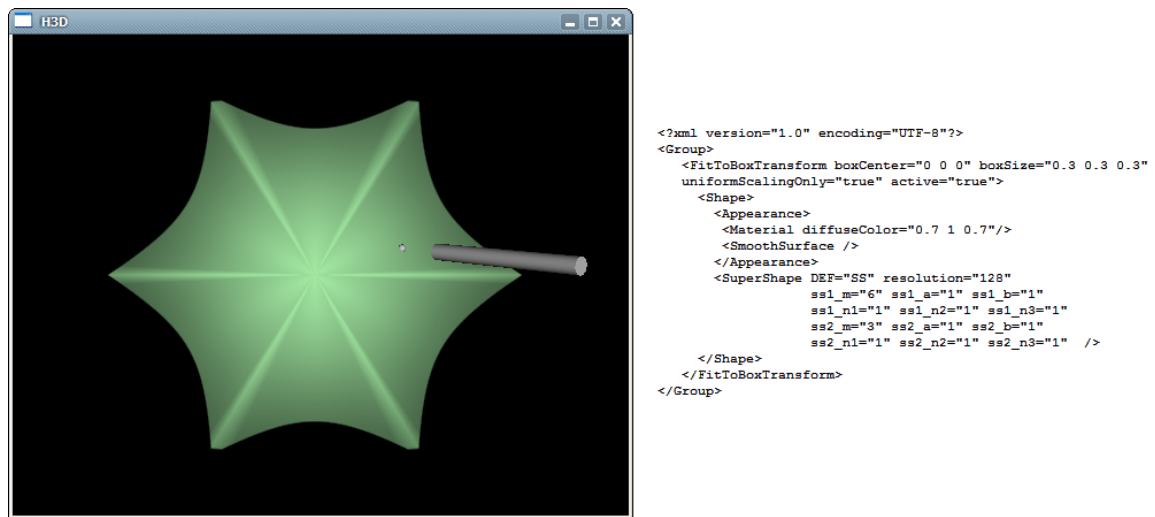 H3D
<?xml version="1.0" encoding="UTF-8"?>
<Group>
<FitToBoxTransform boxCenter="0 0 0" boxSize="0.3 0.3 0.3"
uniformScalingOnly="true" active="true">
<Shape>
<Appearance>
<Material diffuseColor="0.7 1 0.7"/>
<SmoothSurface />
</Appearance>
<SuperShape DEF="SS" resolution="128"
ss1_m="6" ss1_a="1" ss1_b="1"
ss1_n1="1" ss1_n2="1" ss1_n3="1"
ss2_m="3" ss2_a="1" ss2_b="1"
ss2_n1="1" ss2_n2="1" ss2_n3="1" />
</Shape>
</FitToBoxTransform>
</Group>